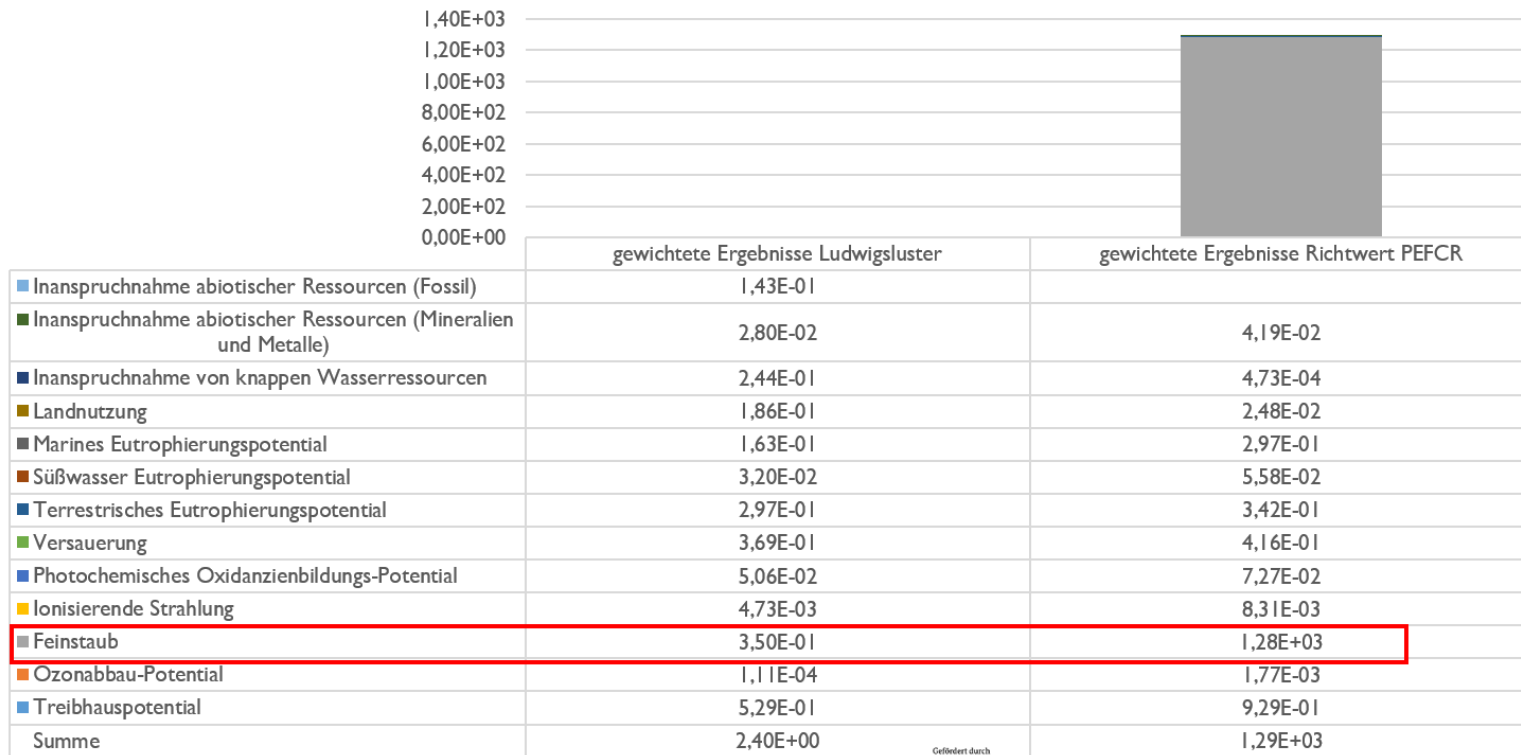 1,40E+03
1,20E+03
1,00E+03
8,00E+02
6,00E+02
4,00E+02
2,00E+02
0,00E+00
gewichtete Ergebnisse Ludwigsluster gewichtete Ergebnisse Richtwert PEFCR
Inanspruchnahme abiotischer Ressourcen (Fossil) 1,43E-01
Inanspruchnahme abiotischer Ressourcen (Mineralien
und Metalle) 2,80E-02 4,19E-02
Inanspruchnahme von knappen Wasserressourcen 2,44E-01 4,73E-04
Landnutzung 1,86E-01 2,48E-02
Marines Eutrophierungspotential 1,63E-01 2,97E-01
Süßwasser Eutrophierungspotential 3,20E-02 5,58E-02
Terrestrisches Eutrophierungspotential 2,97E-01 3,42E-01
Versauerung 3,69E-01 4,16E-01
Photochemisches Oxidanzienbildungs-Potential 5,06E-02 7,27E-02
Ionisierende Strahlung 4,73E-03 8,31E-03
Feinstaub 3,50E-01 1,28E+03
Ozonabbau-Potential 1,11E-04 1,77E-03
Treibhauspotential 5,29E-01 9,29E-01
Summe 2,40E+00 1,29E+03
Gefördert durch